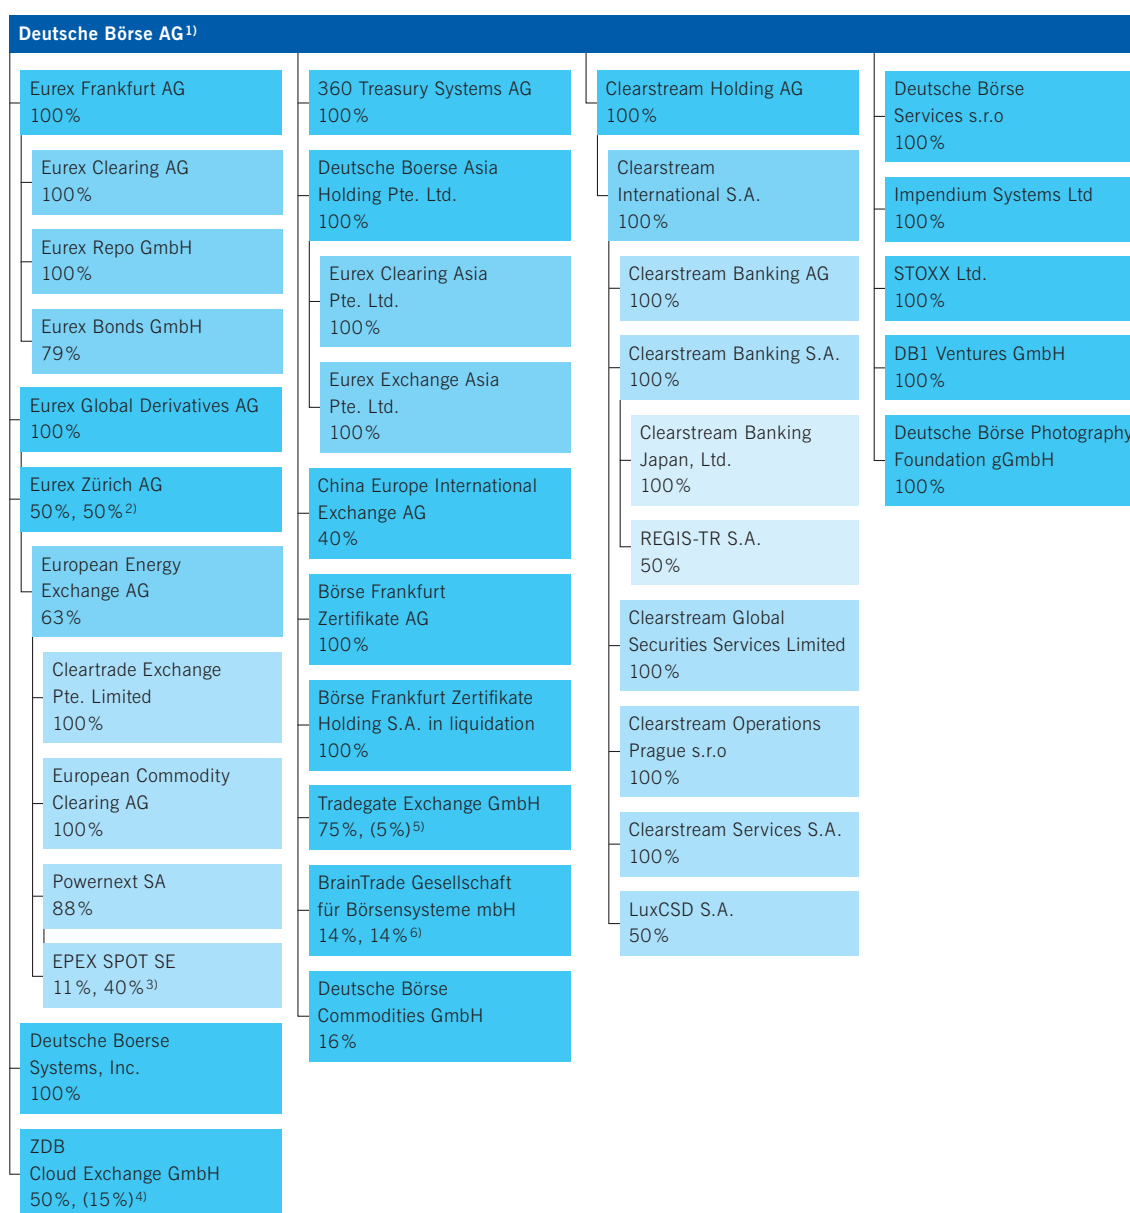 Deutsche Börse AG1)
Eurex Frankfurt AG
100%
Eurex Clearing AG
100%
Eurex Repo GmbH
100%
Eurex Bonds GmbH
79%
Eurex Global Derivatives AG
100%
Eurex Zürich AG
50%, 50%2)
European Energy
Exchange AG
63%
Cleartrade Exchange
Pte. Limited
100%
European Commodity
Clearing AG
100%
Powernext SA
88%
EPEX SPOT SE
11%, 40%3)
Deutsche Boerse
Systems, Inc.
100%
ZDB
Cloud Exchange GmbH
50%, (15%)4)
360 Treasury Systems AG
100%
Deutsche Boerse Asia
Holding Pte. Ltd.
100%
Eurex Clearing Asia
Pte. Ltd.
100%
Eurex Exchange Asia
Pte. Ltd.
100%
China Europe International
Exchange AG
40%
Börse Frankfurt
Zertifikate AG
100%
Börse Frankfurt Zertifikate
Holding S.A. in liquidation
100%
Tradegate Exchange GmbH
75%, (5%)5)
BrainTrade Gesellschaft
für Börsensysteme mbH
14%, 14%6)
Deutsche Börse
Commodities GmbH
16%
Clearstream Holding AG
100%
Clearstream
International S.A.
100%
Clearstream Banking AG
100%
Clearstream Banking S.A.
100%
Clearstream Banking
Japan, Ltd.
100%
REGIS-TR S.A.
50%
Clearstream Global
Securities Services Limited
100%
Clearstream Operations
Prague s.r.o
100%
Clearstream Services S.A.
100%
LuxCSD S.A.
50%
Deutsche Börse
Services s.r.o
100%
Impendium Systems Ltd
100%
STOXX Ltd.
100%
DB1 Ventures GmbH
100%
Deutsche Börse Photography
Foundation gGmbH
100%